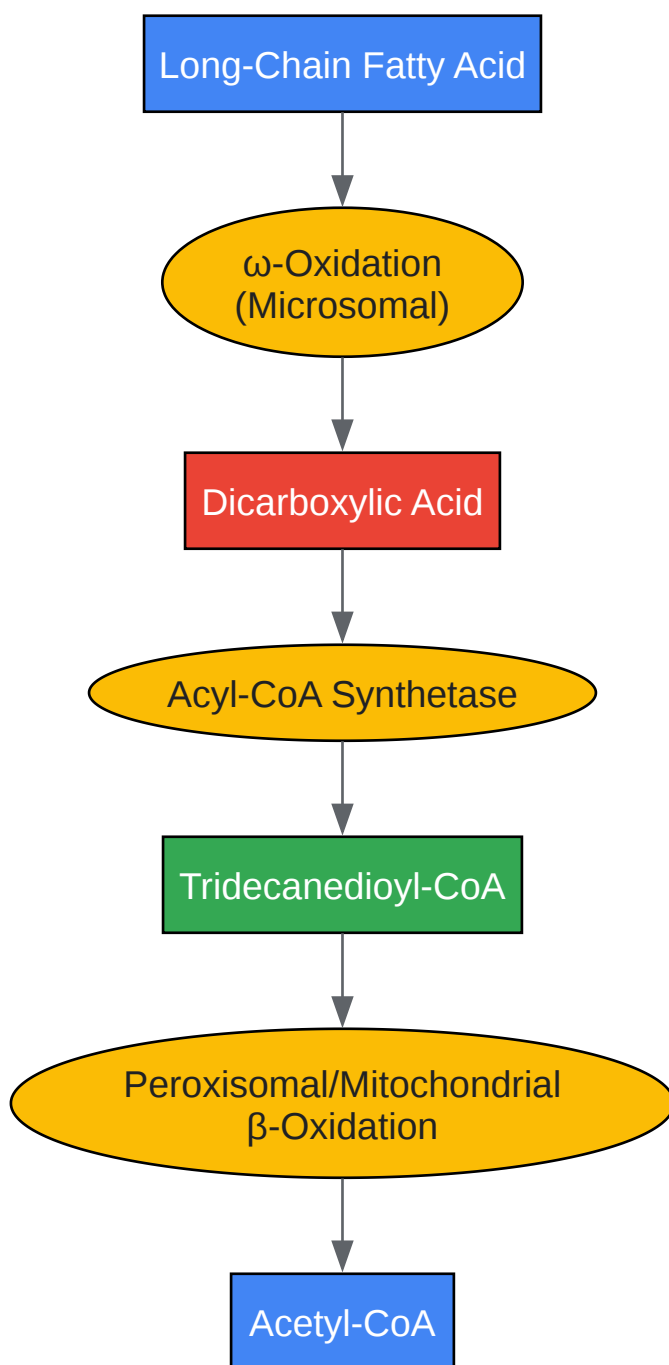 Long-Chain Fatty Acid
ω-Oxidation
(Microsomal)
Dicarboxylic Acid
Acyl-CoA Synthetase
Tridecanedioyl-CoA
Peroxisomal/Mitochondrial
β-Oxidation
Acetyl-CoA